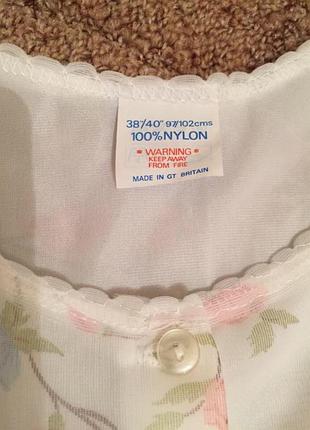 38"/40" 97/102cms
100% NYLON
* WARNING *
KEEP AWAY
FROM FIRE
MADE IN GT BRITAIN